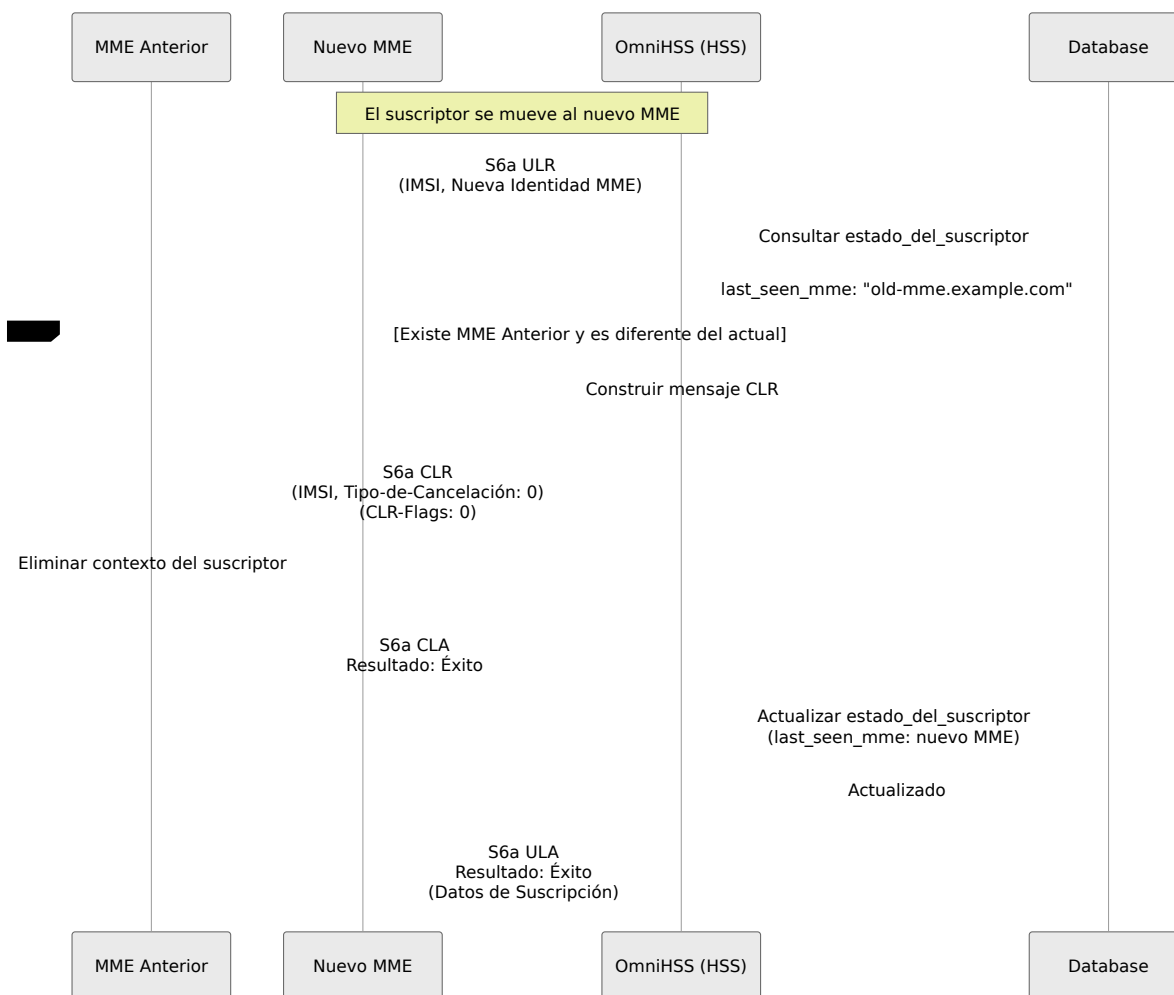 MME Anterior
Nuevo MME
OmniHSS (HSS)
Database
El suscriptor se mueve al nuevo MME
S6a ULR
(IMSI, Nueva Identidad MME)
Consultar estado_del_suscriptor
last_seen_mme: "old-mme.example.com"
[Existe MME Anterior y es diferente del actual]
Construir mensaje CLR
S6a CLR
(IMSI, Tipo-de-Cancelación: 0)
(CLR-Flags: 0)
Eliminar contexto del suscriptor
S6a CLA
Resultado: Éxito
Actualizar estado_del_suscriptor
(last_seen_mme: nuevo MME)
Actualizado
S6a ULA
Resultado: Éxito
(Datos de Suscripción)
MME Anterior
Nuevo MME
OmniHSS (HSS)
Database